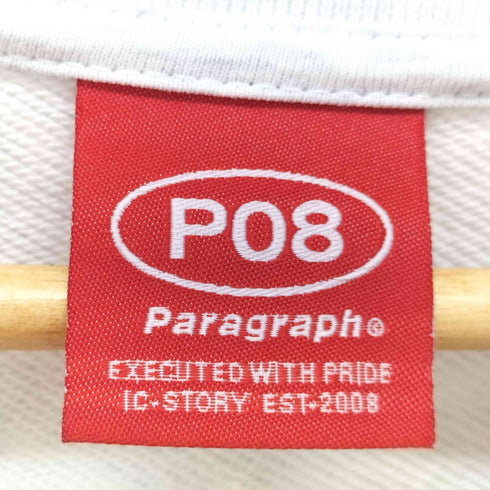 P08
Paragraph©
EXECUTED WITH PRIDE
IC-STORY EST-2008